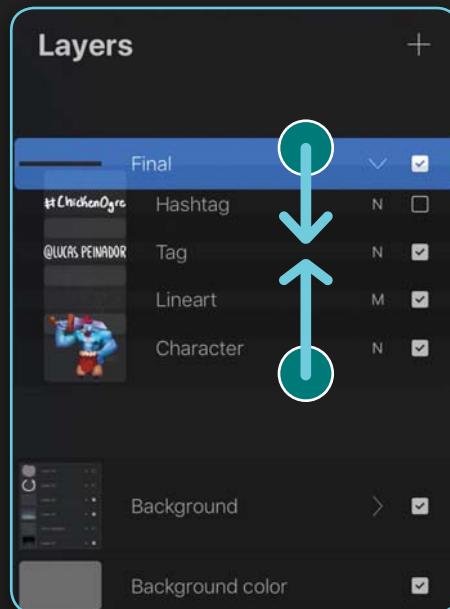 Layers
Final
#ChickenOgre
Hashtag
N
@LUCAS PEINADOR
Tag
N
Lineart
M
Character
N
Background
Background color